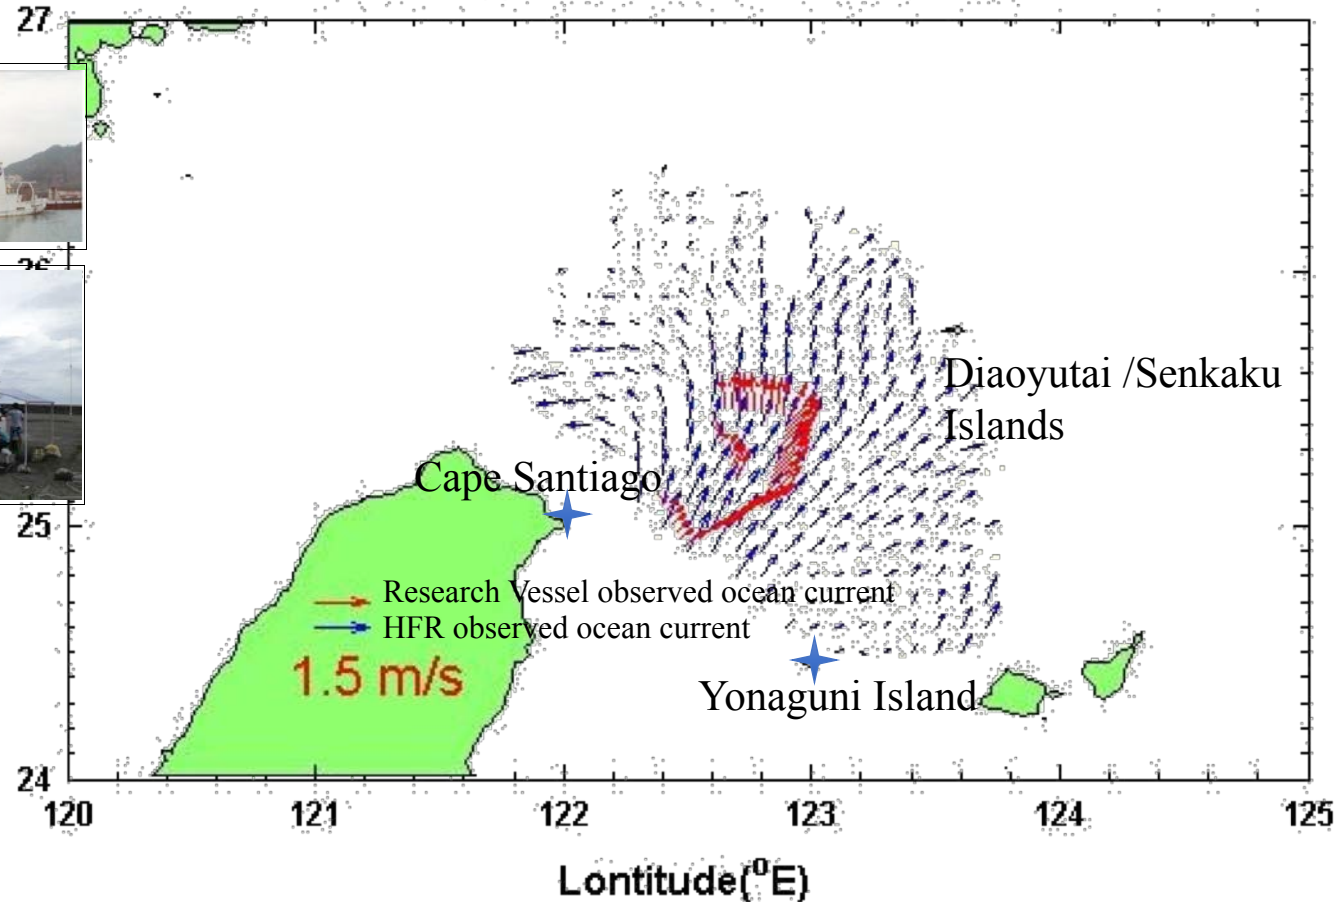 27
26
Diaoyutai /Senkaku
Islands
Cape Santiago
25
Research Vessel observed ocean current
HFR observed ocean current
1.5 m/s
Yonaguni Island
24
120 121 122 123 124 125
Lontitude(⁰E)